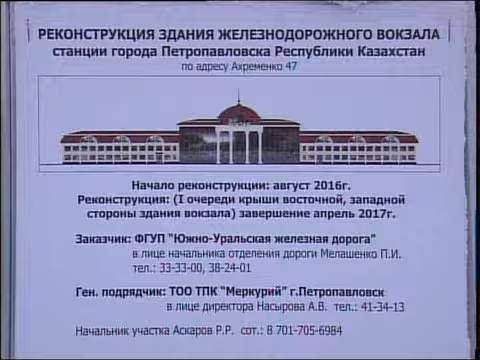 РЕКОНСТРУКЦИЯ ЗДАНИЯ ЖЕЛЕЗНОДОРОЖНОГО ВОКЗАЛА
станции города Петропавловска Республики Казахстан
по адресу Ахременко 47
Начало реконструкции: август 2016г.
Реконструкция: (I очереди крыши восточной, западной
стороны здания вокзала) завершение апрель 2017г.
Заказчик: ФГУП "Южно-Уральская железная дорога"
в лице начальника отделения дороги Мелашенко П.И.
тел.: 33-33-00, 38-24-01
Ген. подрядчик: ТОО ТПК "Меркурий" г.Петропавловск
в лице директора Насырова А.В. тел.: 41-34-13
Начальник участка Аскаров Р.Р. сот.: 8 701-705-6984